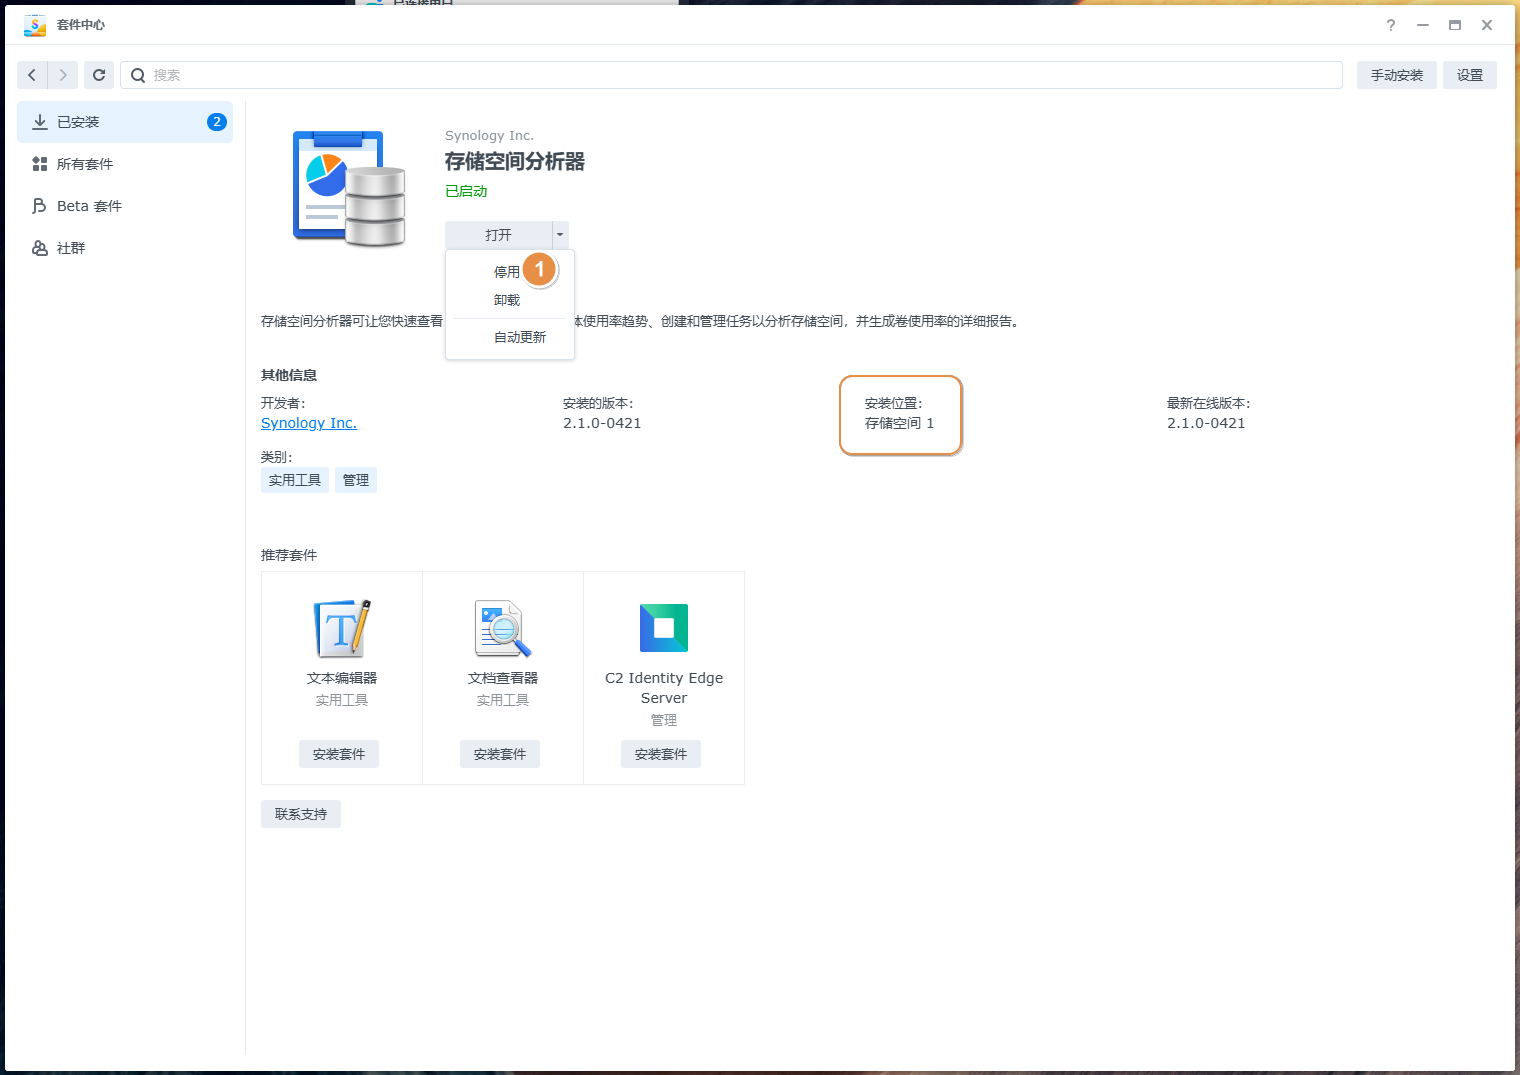 套件中心
搜索
手动安装
设置
已安装
2
所有套件
Beta 套件
社群
Synology Inc.
存储空间分析器
已启动
打开
停用
1
卸载
自动更新
存储空间分析器可让您快速查看
体使用率趋势、创建和管理任务以分析存储空间，并生成卷使用率的详细报告。
其他信息
开发者:
Synology Inc.
安装的版本:
2.1.0-0421
安装位置:
存储空间 1
最新在线版本:
2.1.0-0421
类别:
实用工具
管理
推荐套件
文本编辑器
实用工具
安装套件
文档查看器
实用工具
安装套件
C2 Identity Edge
Server
管理
安装套件
联系支持